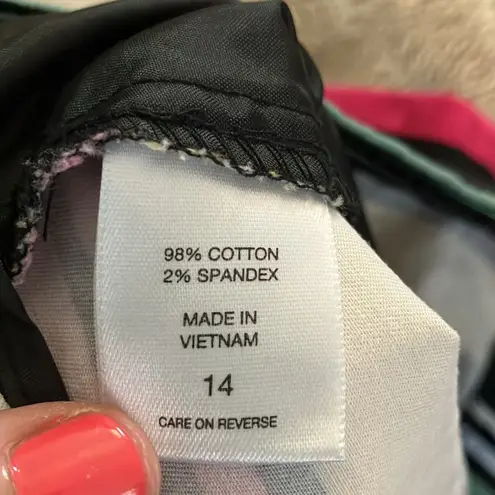 98% COTTON
2% SPANDEX
MADE IN
VIETNAM
14
CARE ON REVERSE